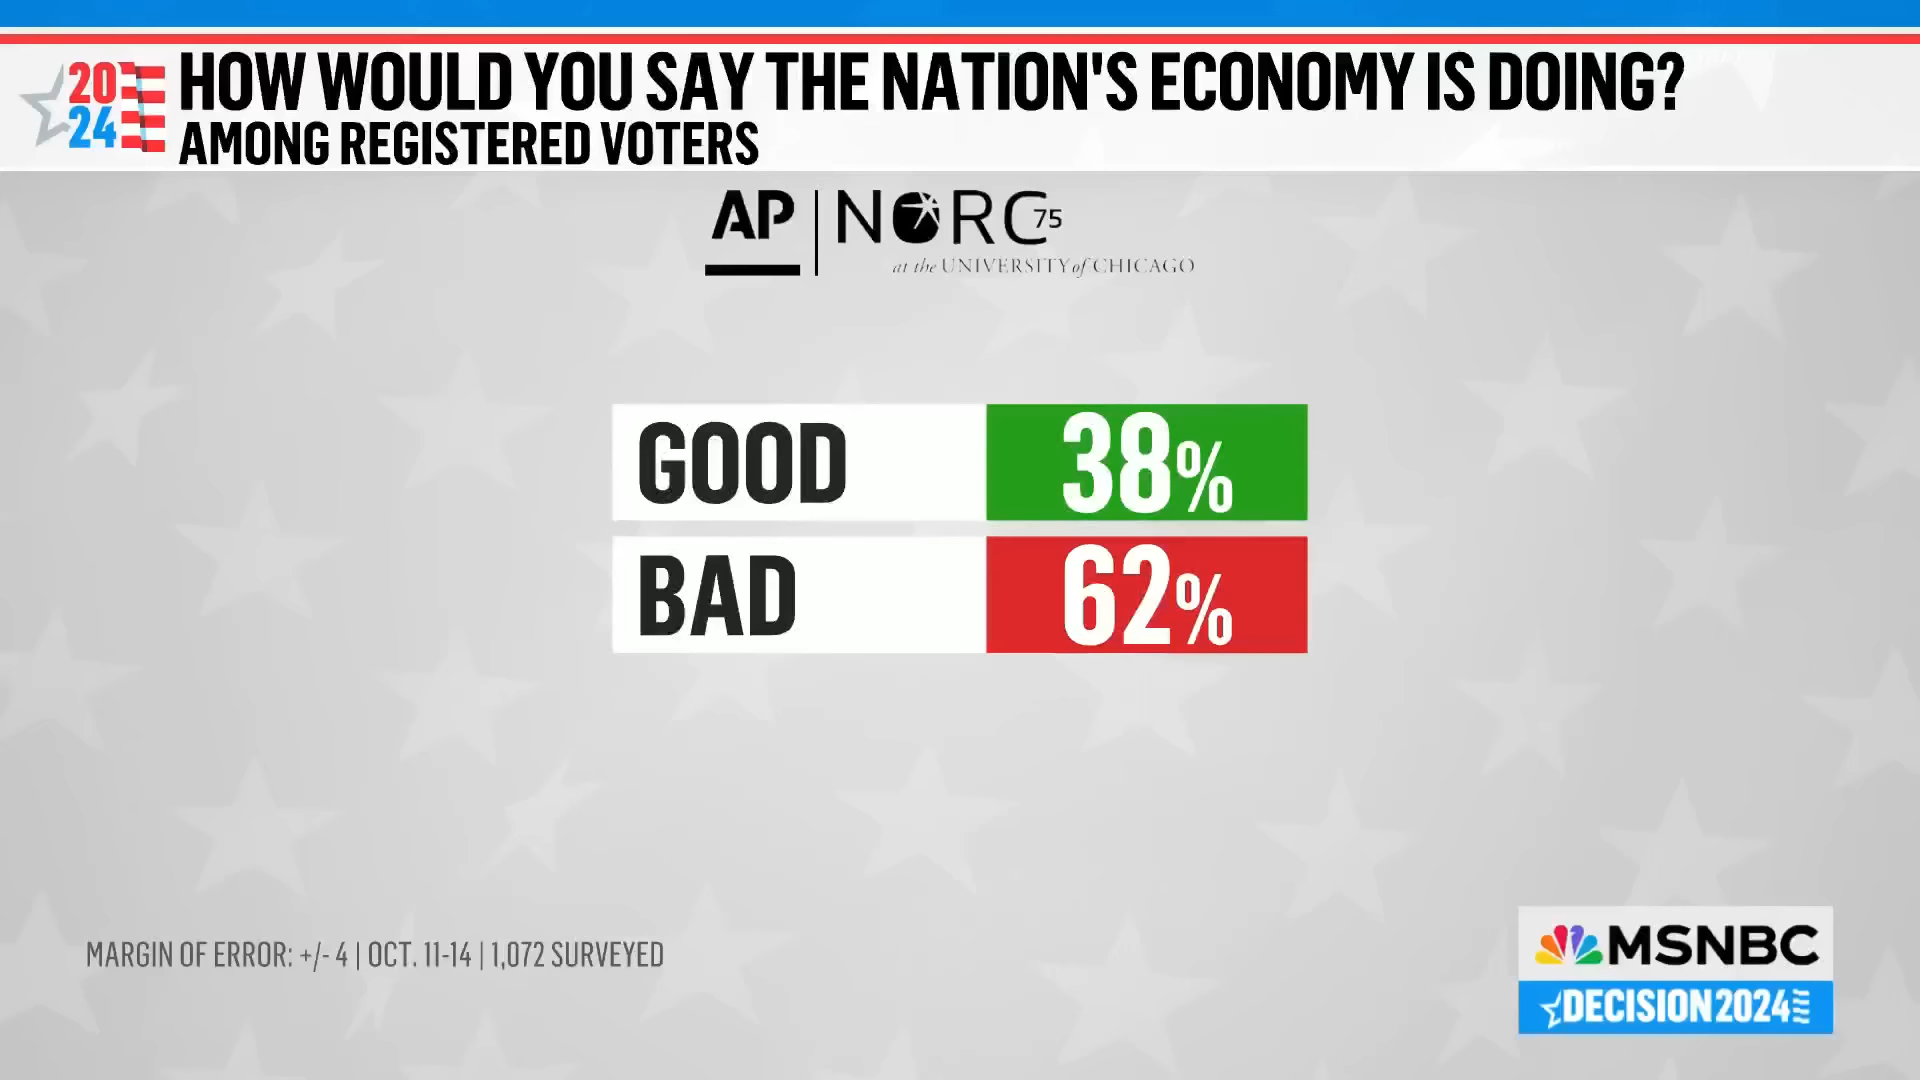 2024
HOW WOULD YOU SAY THE NATION'S ECONOMY IS DOING?
AMONG REGISTERED VOTERS
AP | NORC 75
at the UNIVERSITY of CHICAGO
GOOD 38%
BAD 62%
MARGIN OF ERROR: +/- 4 | OCT. 11-14 | 1,072 SURVEYED
MSNBC
DECISION 2024